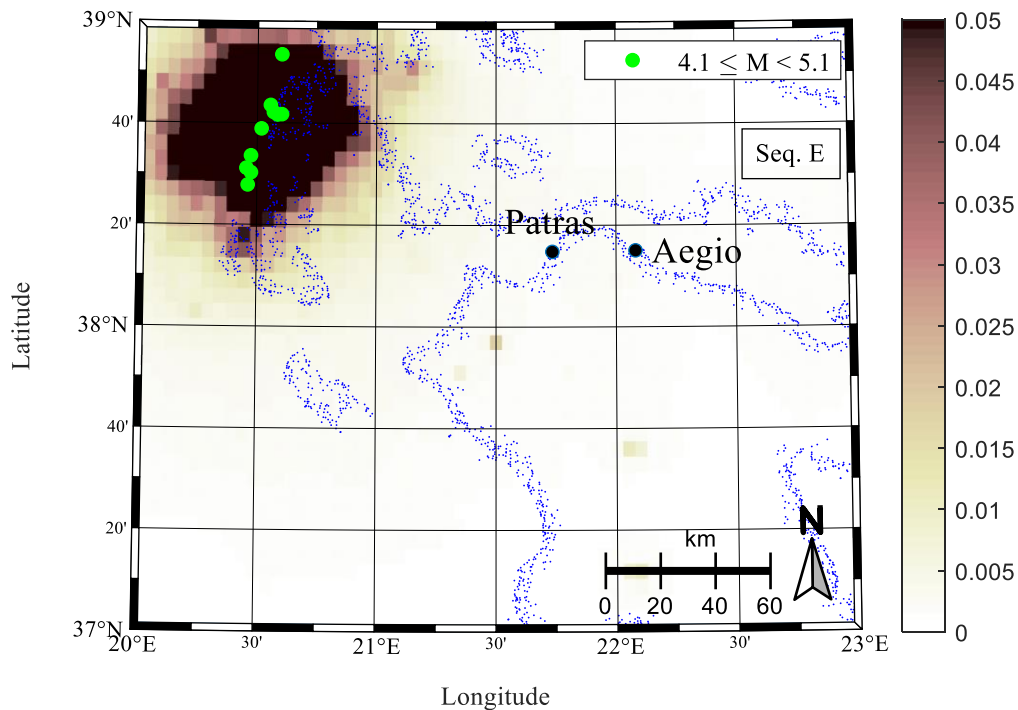 39°N
40'
20'
38°N
40'
20'
37°N
20°E
30'
21°E
30'
22°E
30'
23°E
Latitude
Longitude
4.1 ≤ M < 5.1
Seq. E
Patras
Aegio
km
0 20 40 60
N
0.05
0.045
0.04
0.035
0.03
0.025
0.02
0.015
0.01
0.005
0